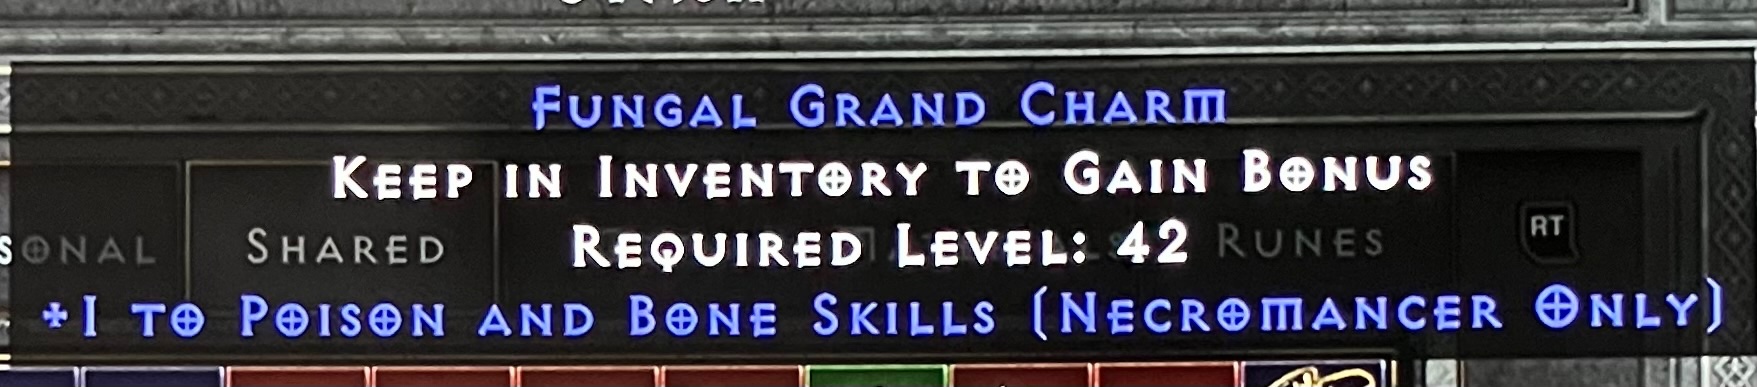 Fungal Grand Charm
Keep in Inventory to Gain Bonus
Required Level: 42
Shared
Runes
RT
+1 to Poison and Bone Skills (Necromancer Only)